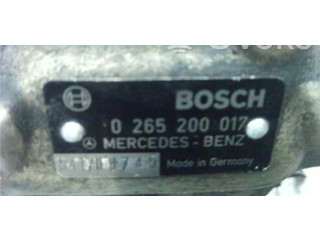 BOSCH
0 265 200 017
MERCEDES-BENZ
Made in Germany